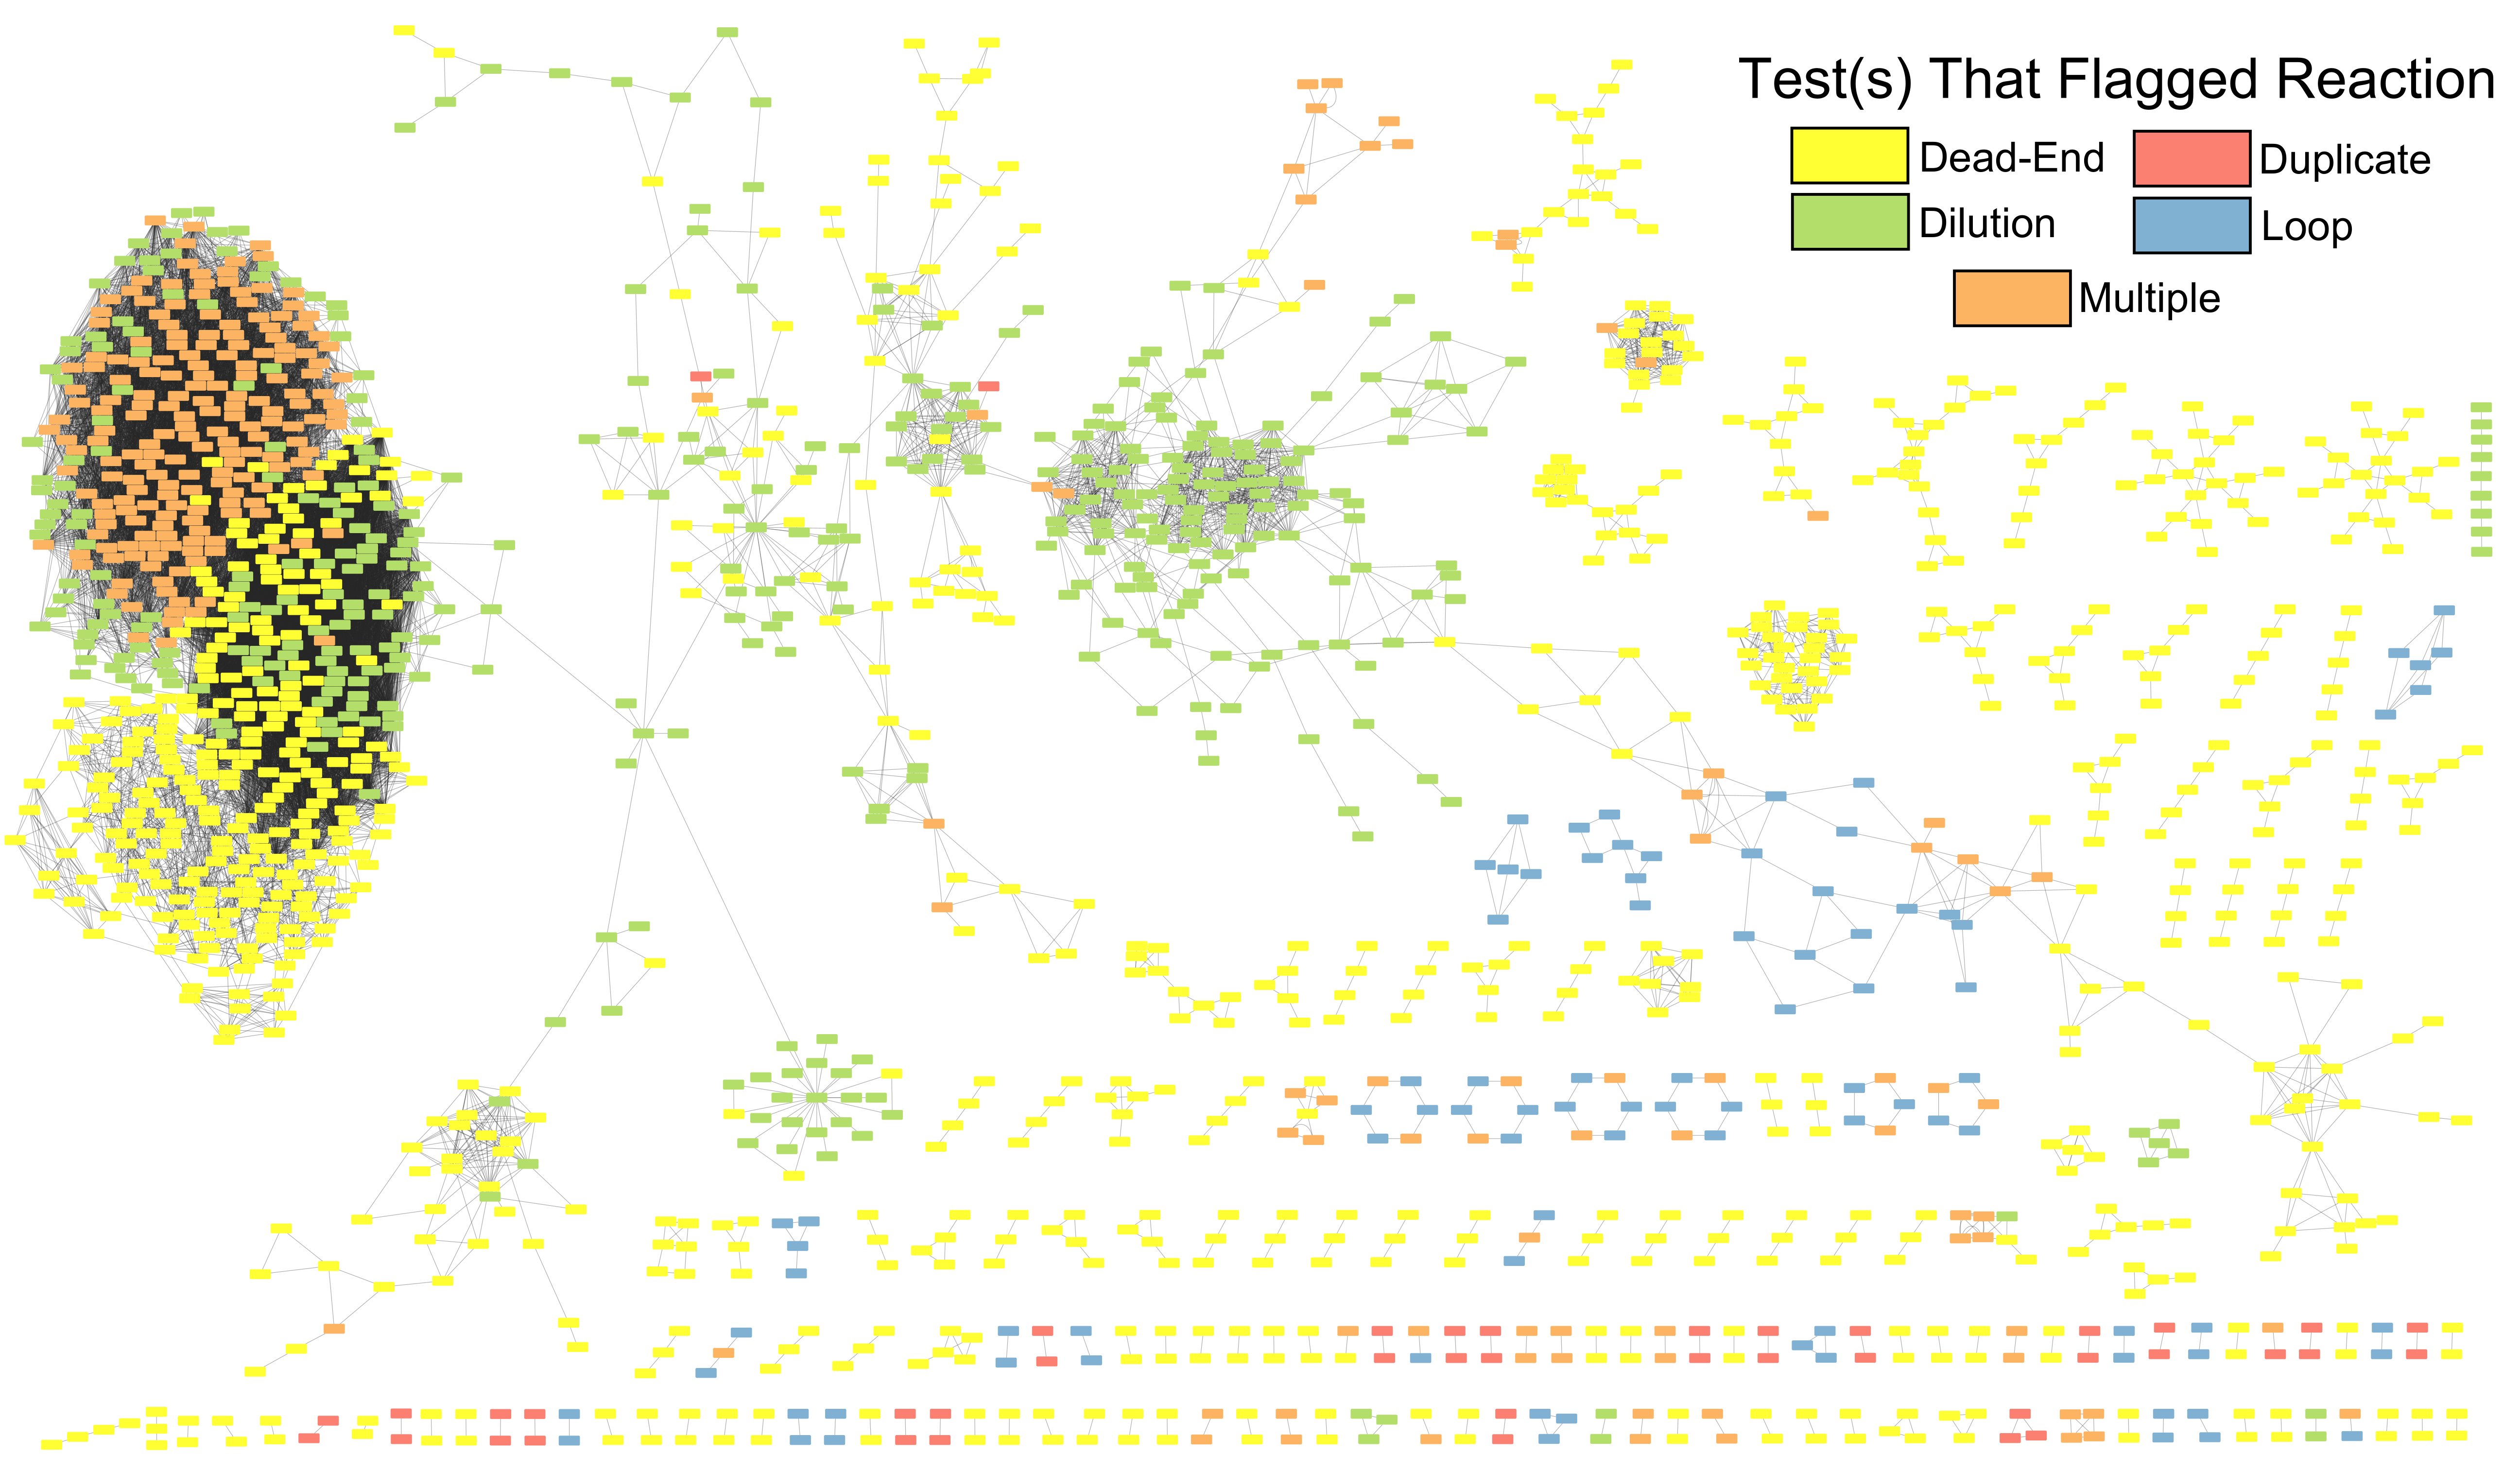 Test(s) That Flagged Reaction
Dead-End
Duplicate
Dilution
Loop
Multiple